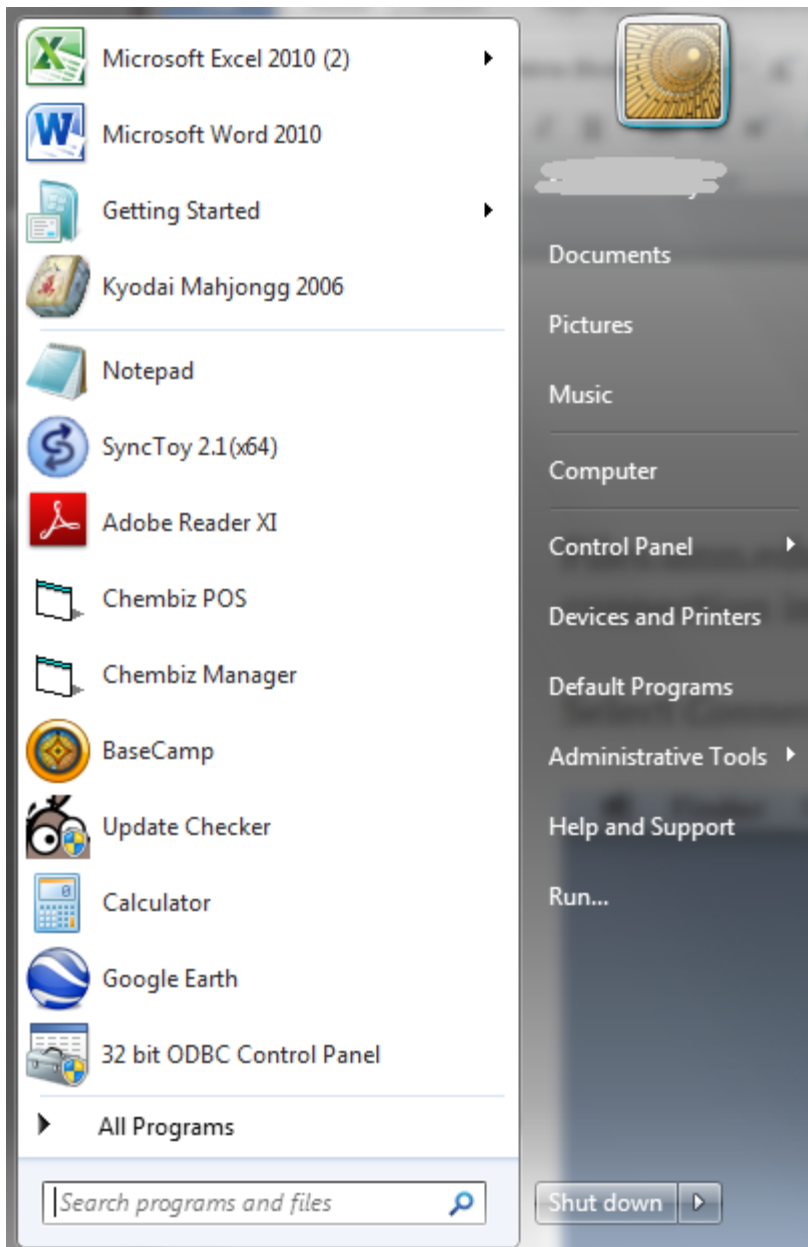 Microsoft Excel 2010 (2)
Microsoft Word 2010
Getting Started
Kyodai Mahjongg 2006
Notepad
SyncToy 2.1(x64)
Adobe Reader XI
Chembiz POS
Chembiz Manager
BaseCamp
Update Checker
Calculator
Google Earth
32 bit ODBC Control Panel
All Programs
Search programs and files
Documents
Pictures
Music
Computer
Control Panel
Devices and Printers
Default Programs
Administrative Tools
Help and Support
Run...
Shut down